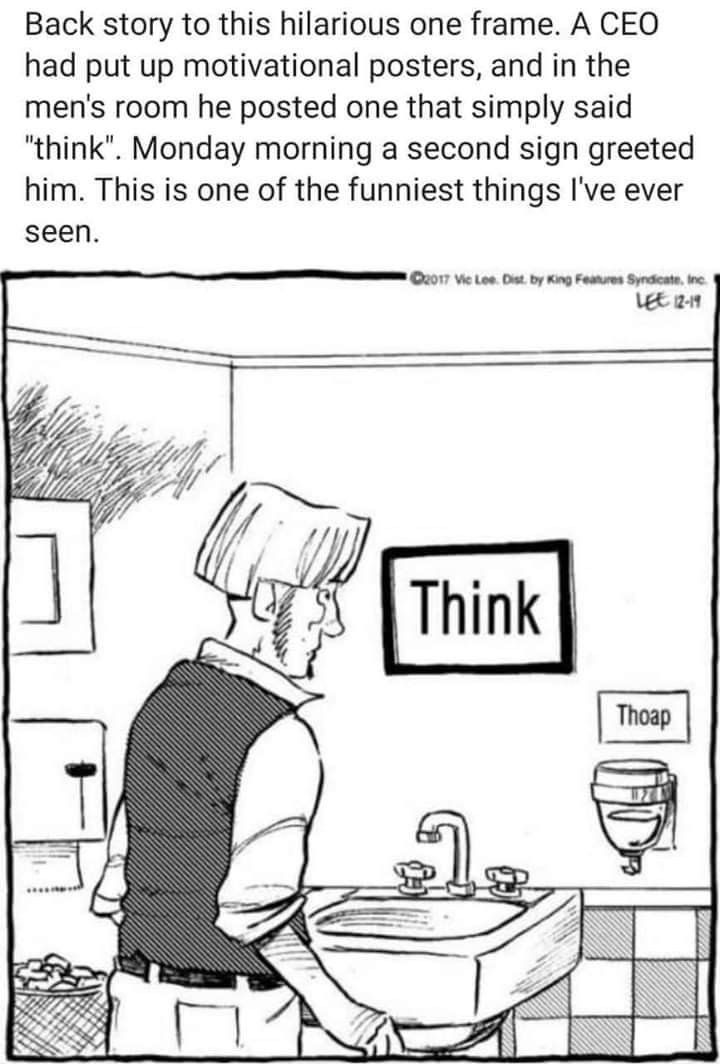 Back story to this hilarious one frame. A CEO
had put up motivational posters, and in the
men's room he posted one that simply said
"think". Monday morning a second sign greeted
him. This is one of the funniest things I've ever
seen.
©2017 Vic Lee. Dist. by King Features Syndicate, Inc.
LEE 12-19
Think
Thoap